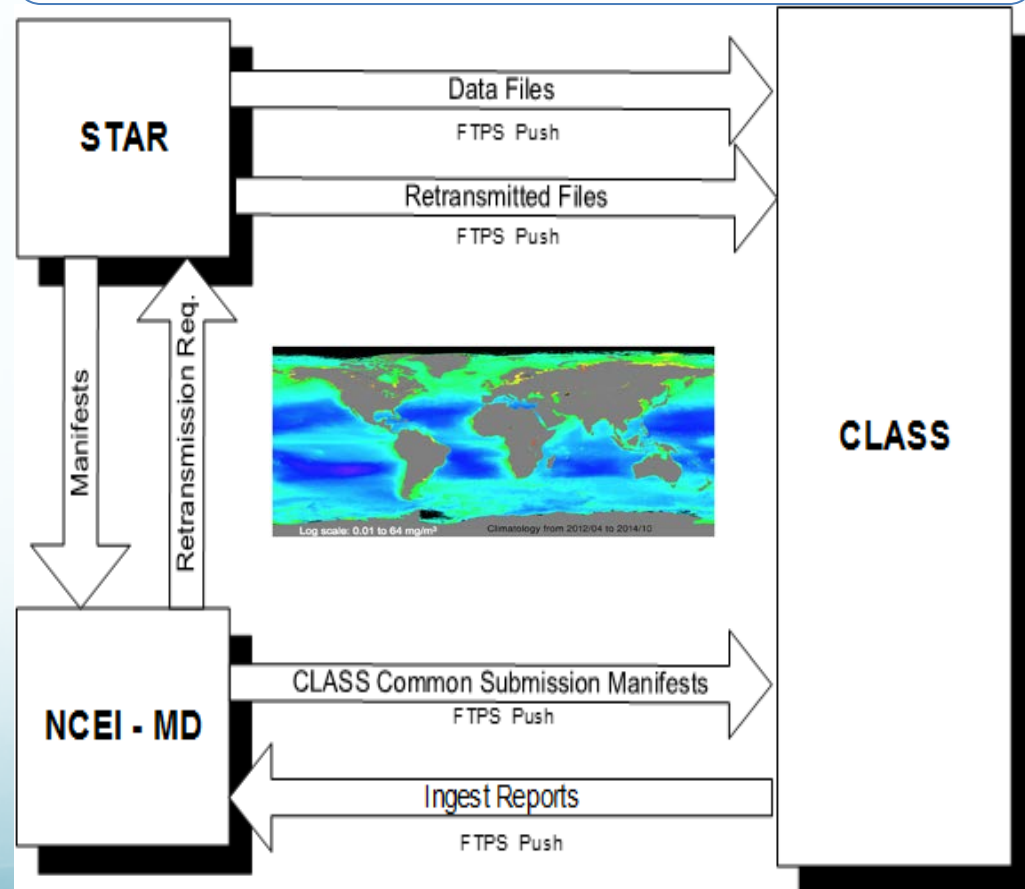 STAR
Data Files
FTPS Push
Retransmitted Files
FTPS Push
Manifests
Retransmission Req.
Log scale: 0.01 to 64 mg/m³
Climatology from 2012/04 to 2014/10
CLASS
NCEI - MD
CLASS Common Submission Manifests
FTPS Push
Ingest Reports
FTPS Push